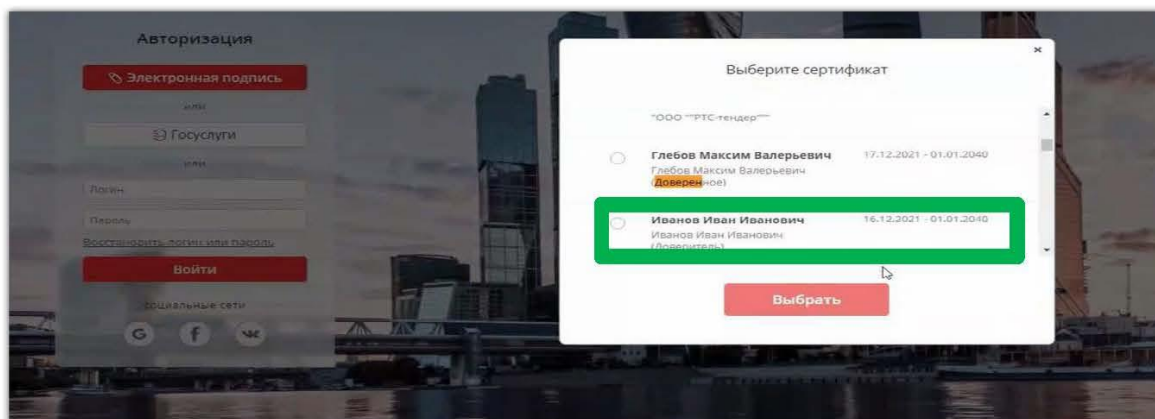 Авторизация
Электронная подпись
или
Госуслуги
или
Логин
Пароль
Восстановить логин или пароль
Войти
социальные сети
G f
Выберите сертификат
×
"ООО ""РТС-тендер"""
Глебов Максим Валерьевич 17.12.2021 - 01.01.2040
Глебов Максим Валерьевич
(Доверенное)
Иванов Иван Иванович 16.12.2021 - 01.01.2040
Иванов Иван Иванович
(Доверитель)
Выбрать